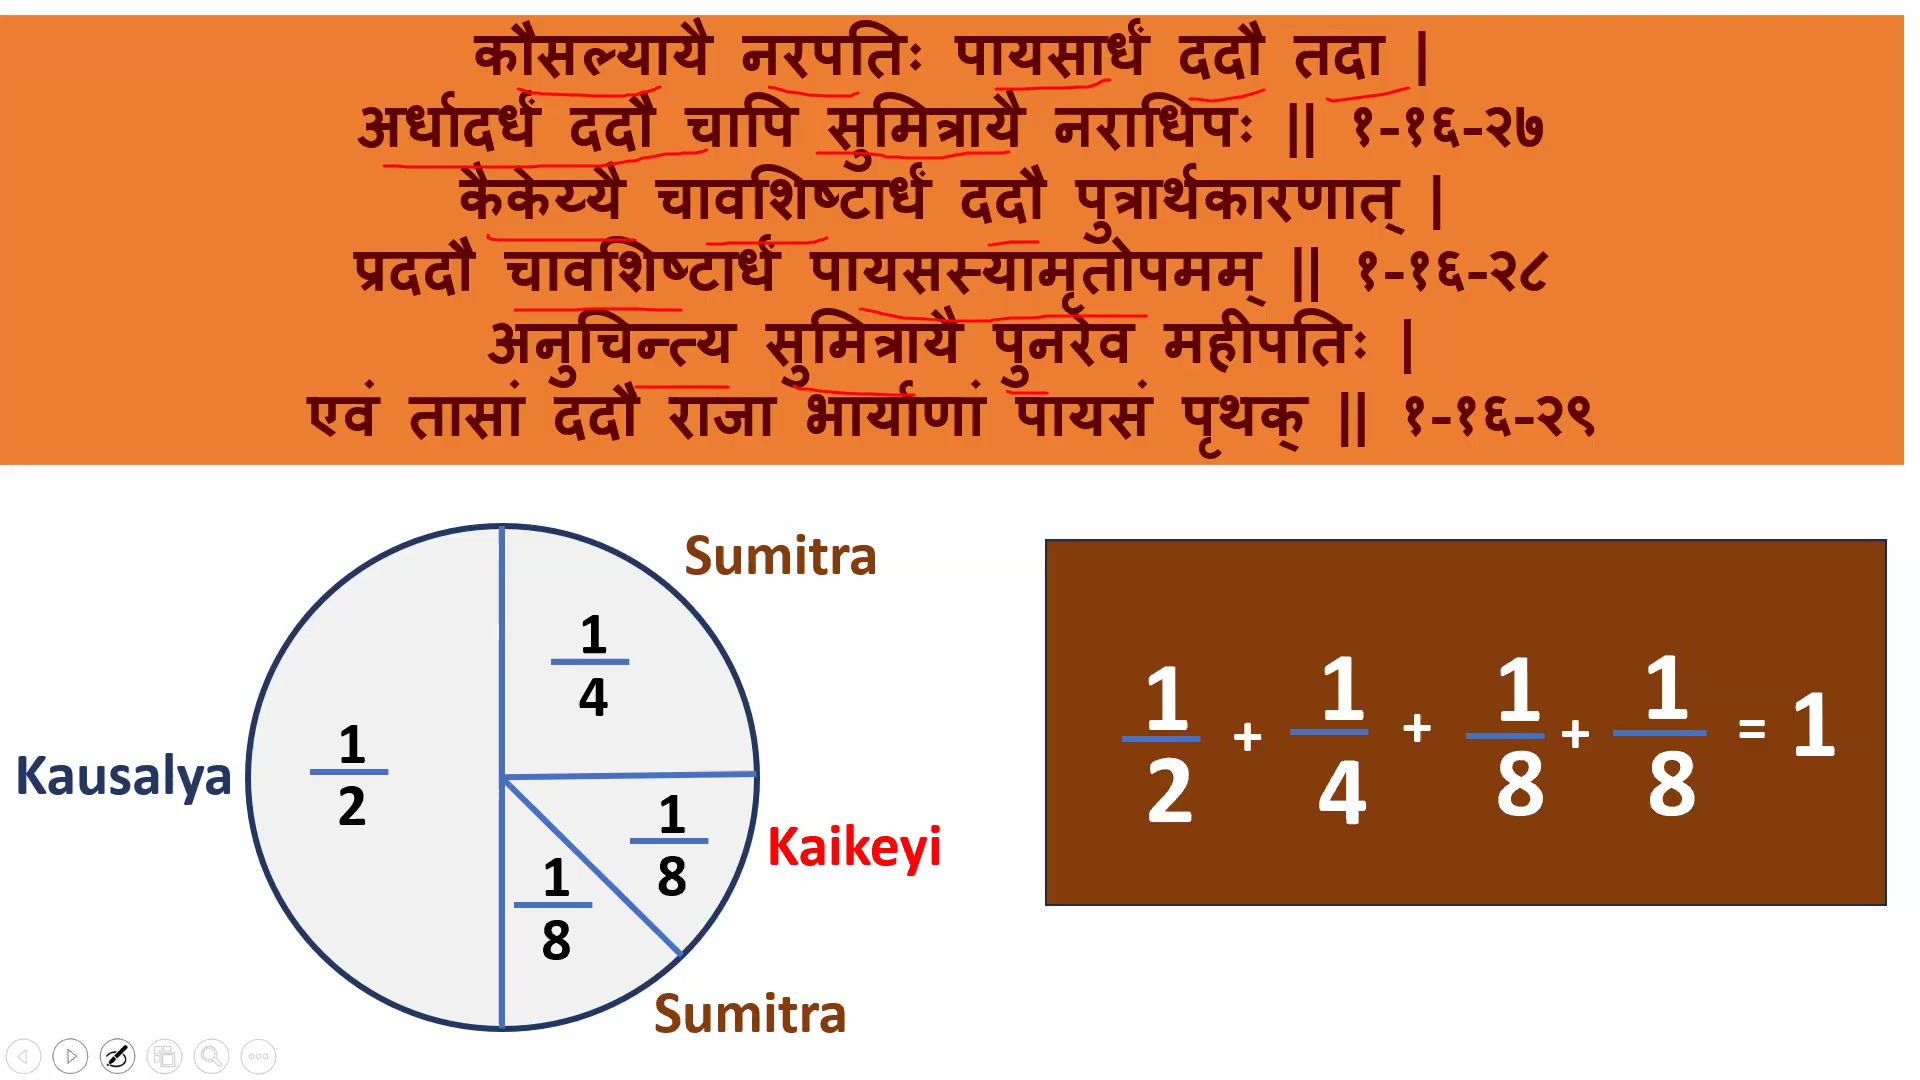 कौसल्यायै नरपतिः पायसार्धं ददौ तदा |
अर्धादर्धं ददौ चापि सुमित्रायै नराधिपः || १-१६-२७
कैकेय्यै चावशिष्टार्धं ददौ पुत्रार्थकारणात् |
प्रददौ चावशिष्टार्धं पायसस्यामृतोपमम् || १-१६-२८
अनुचिन्त्य सुमित्रायै पुनरेव महीपतिः |
एवं तासां ददौ राजा भार्याणां पायसं पृथक् || १-१६-२९
Sumitra
1
4
Kausalya
1
2
1
8
Kaikeyi
1
8
Sumitra
1/2 + 1/4 + 1/8 + 1/8 = 1